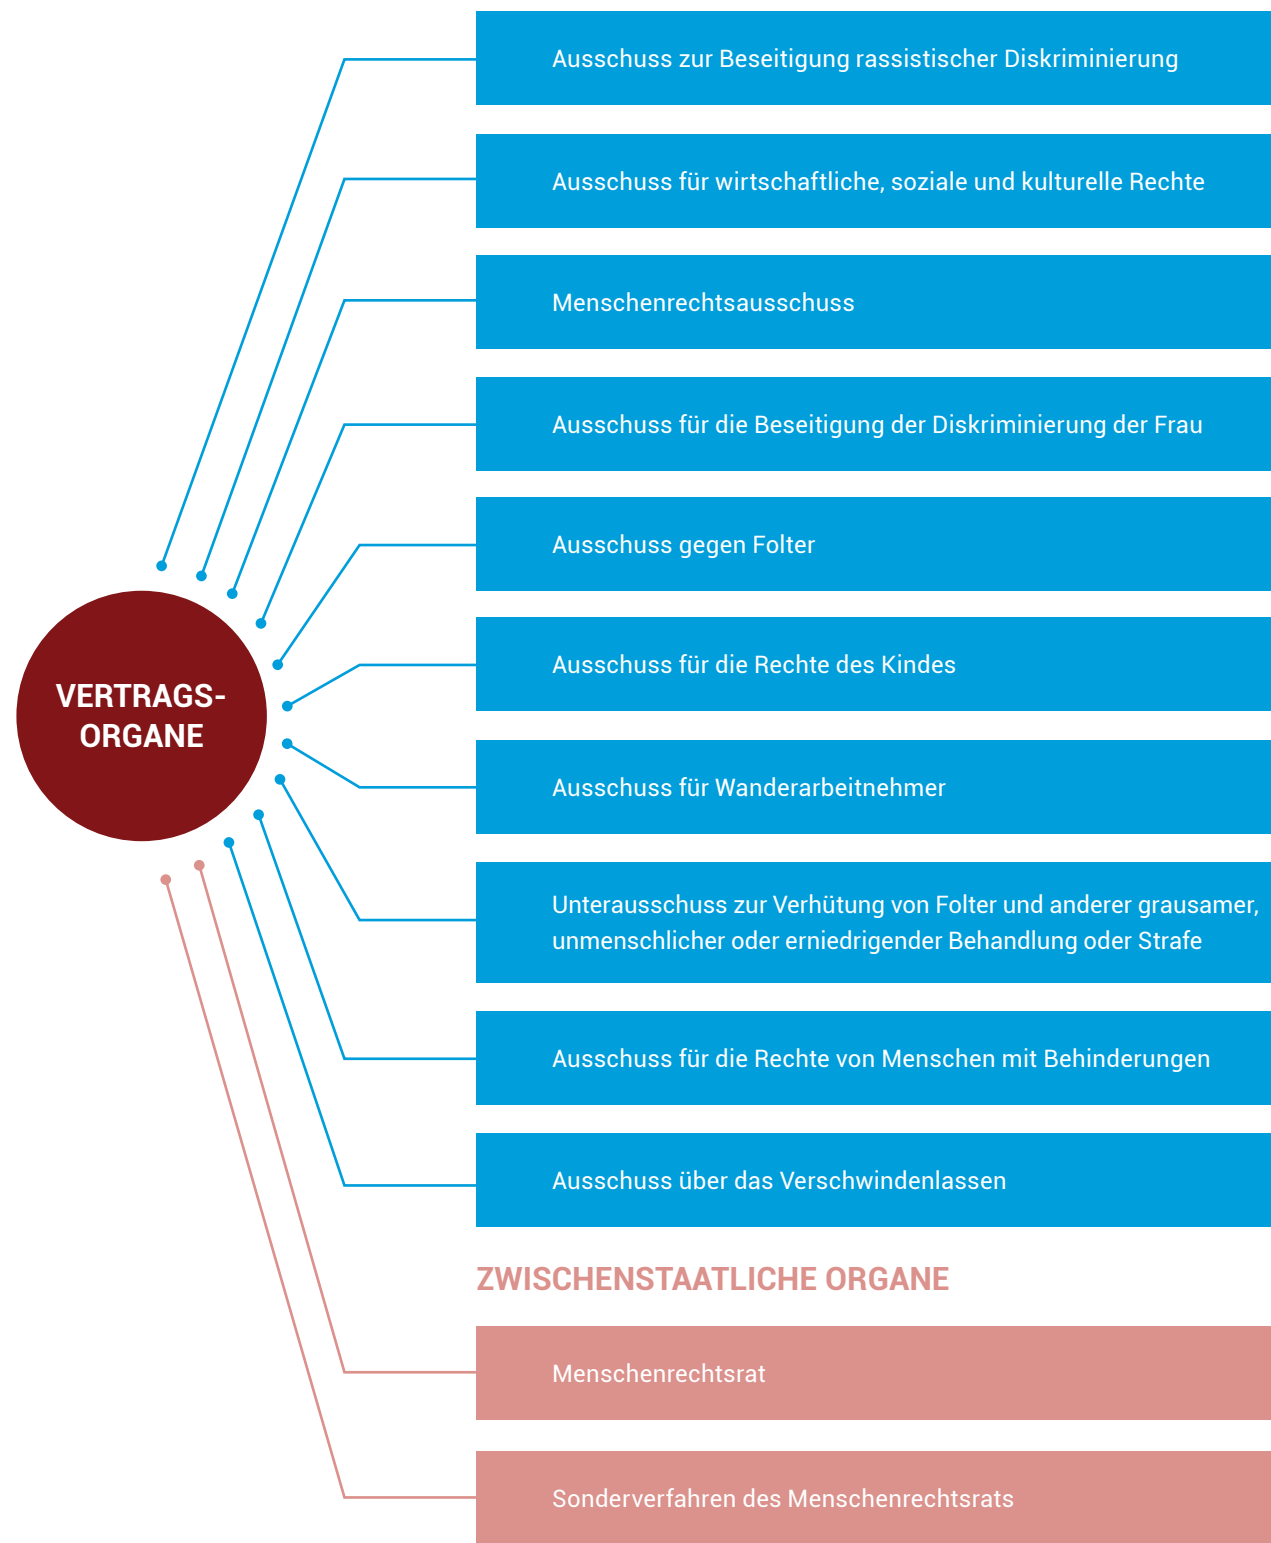 Ausschuss zur Beseitigung rassistischer Diskriminierung
Ausschuss für wirtschaftliche, soziale und kulturelle Rechte
Menschenrechtsausschuss
Ausschuss für die Beseitigung der Diskriminierung der Frau
Ausschuss gegen Folter
VERTRAGS-
ORGANE
Ausschuss für die Rechte des Kindes
Ausschuss für Wanderarbeitnehmer
Unterausschuss zur Verhütung von Folter und anderer grausamer,
unmenschlicher oder erniedrigender Behandlung oder Strafe
Ausschuss für die Rechte von Menschen mit Behinderungen
Ausschuss über das Verschwindenlassen
ZWISCHENSTAATLICHE ORGANE
Menschenrechtsrat
Sonderverfahren des Menschenrechtsrats